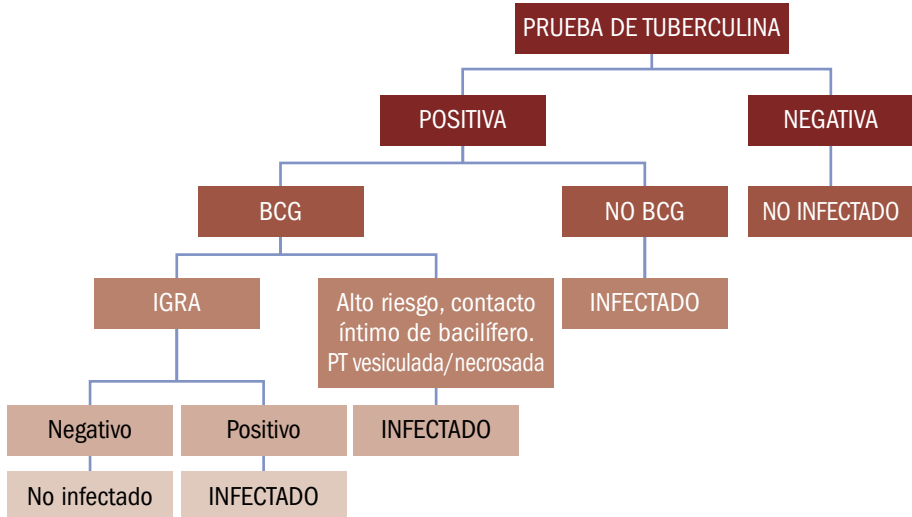 PRUEBA DE TUBERCULINA
POSITIVA
NEGATIVA
BCG
NO BCG
NO INFECTADO
IGRA
Alto riesgo, contacto
íntimo de bacilífero.
PT vesiculada/necrosada
INFECTADO
Negativo
Positivo
INFECTADO
No infectado
INFECTADO